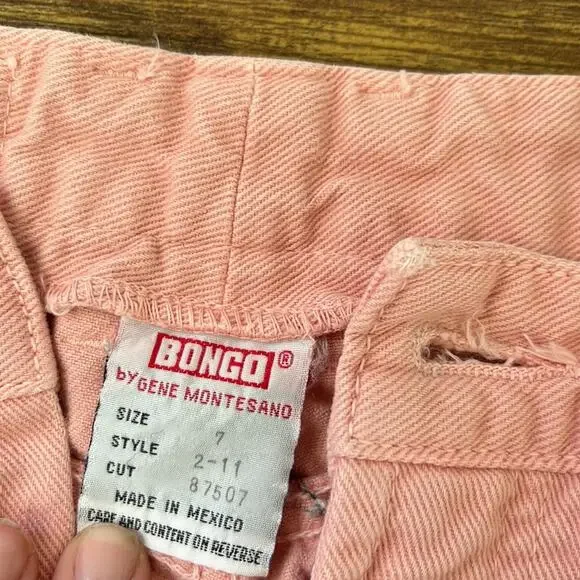 BONGO®
by GENE MONTESANO
SIZE 7
STYLE 2-11
CUT 87507
MADE IN MEXICO
CARE AND CONTENT ON REVERSE